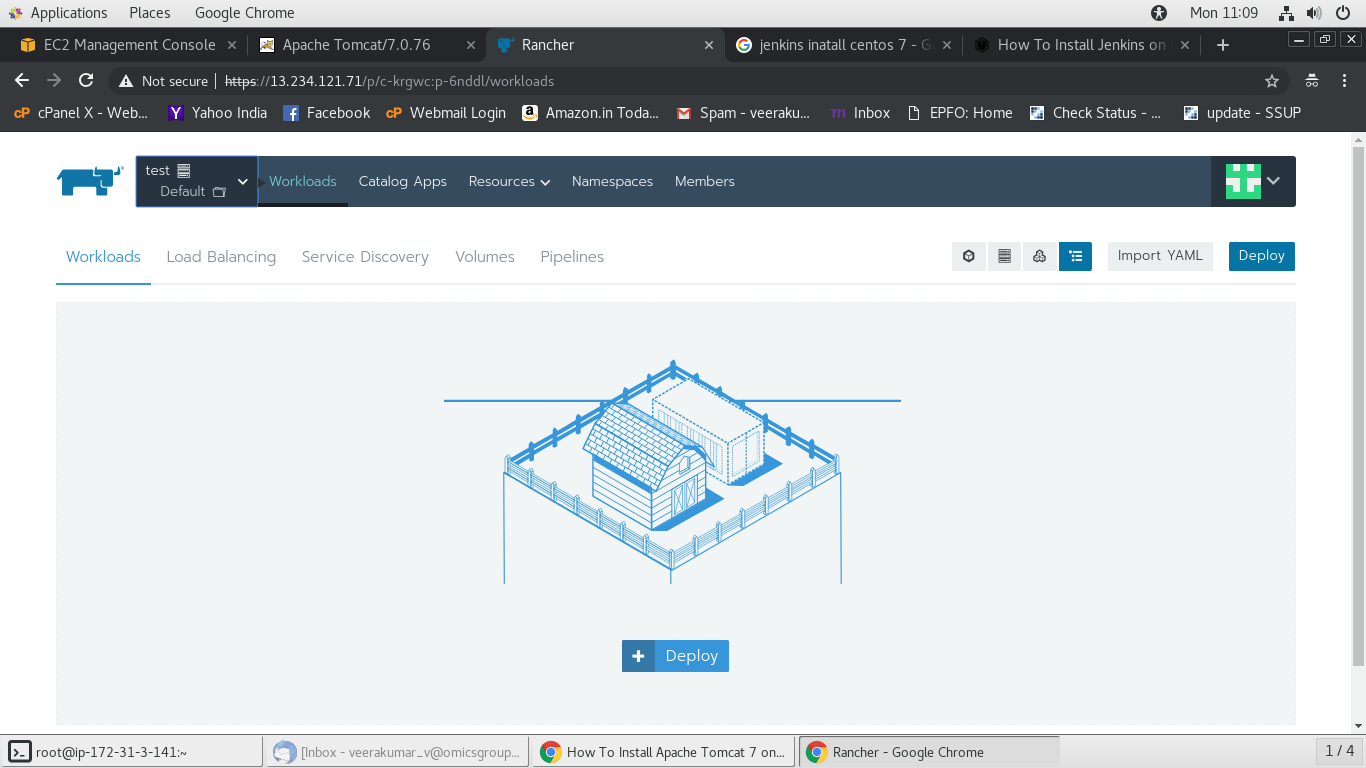 Applications Places Google Chrome Mon 11:09
EC2 Management Console Apache Tomcat/7.0.76 Rancher jenkins inatall centos 7 - G How To Install Jenkins on
Not secure https://13.234.121.71/p/c-krgwc:p-6nddl/workloads
cP cPanel X - Web... Yahoo India Facebook cP Webmail Login Amazon.in Toda... Spam - veeraku... Inbox EPFO: Home Check Status - ... update - SSUP
test
Default
Workloads Catalog Apps Resources Namespaces Members
Workloads Load Balancing Service Discovery Volumes Pipelines Import YAML Deploy
Deploy
root@ip-172-31-3-141:~ [Inbox - veerakumar_v@omicsgroup... How To Install Apache Tomcat 7 on... Rancher - Google Chrome 1 / 4